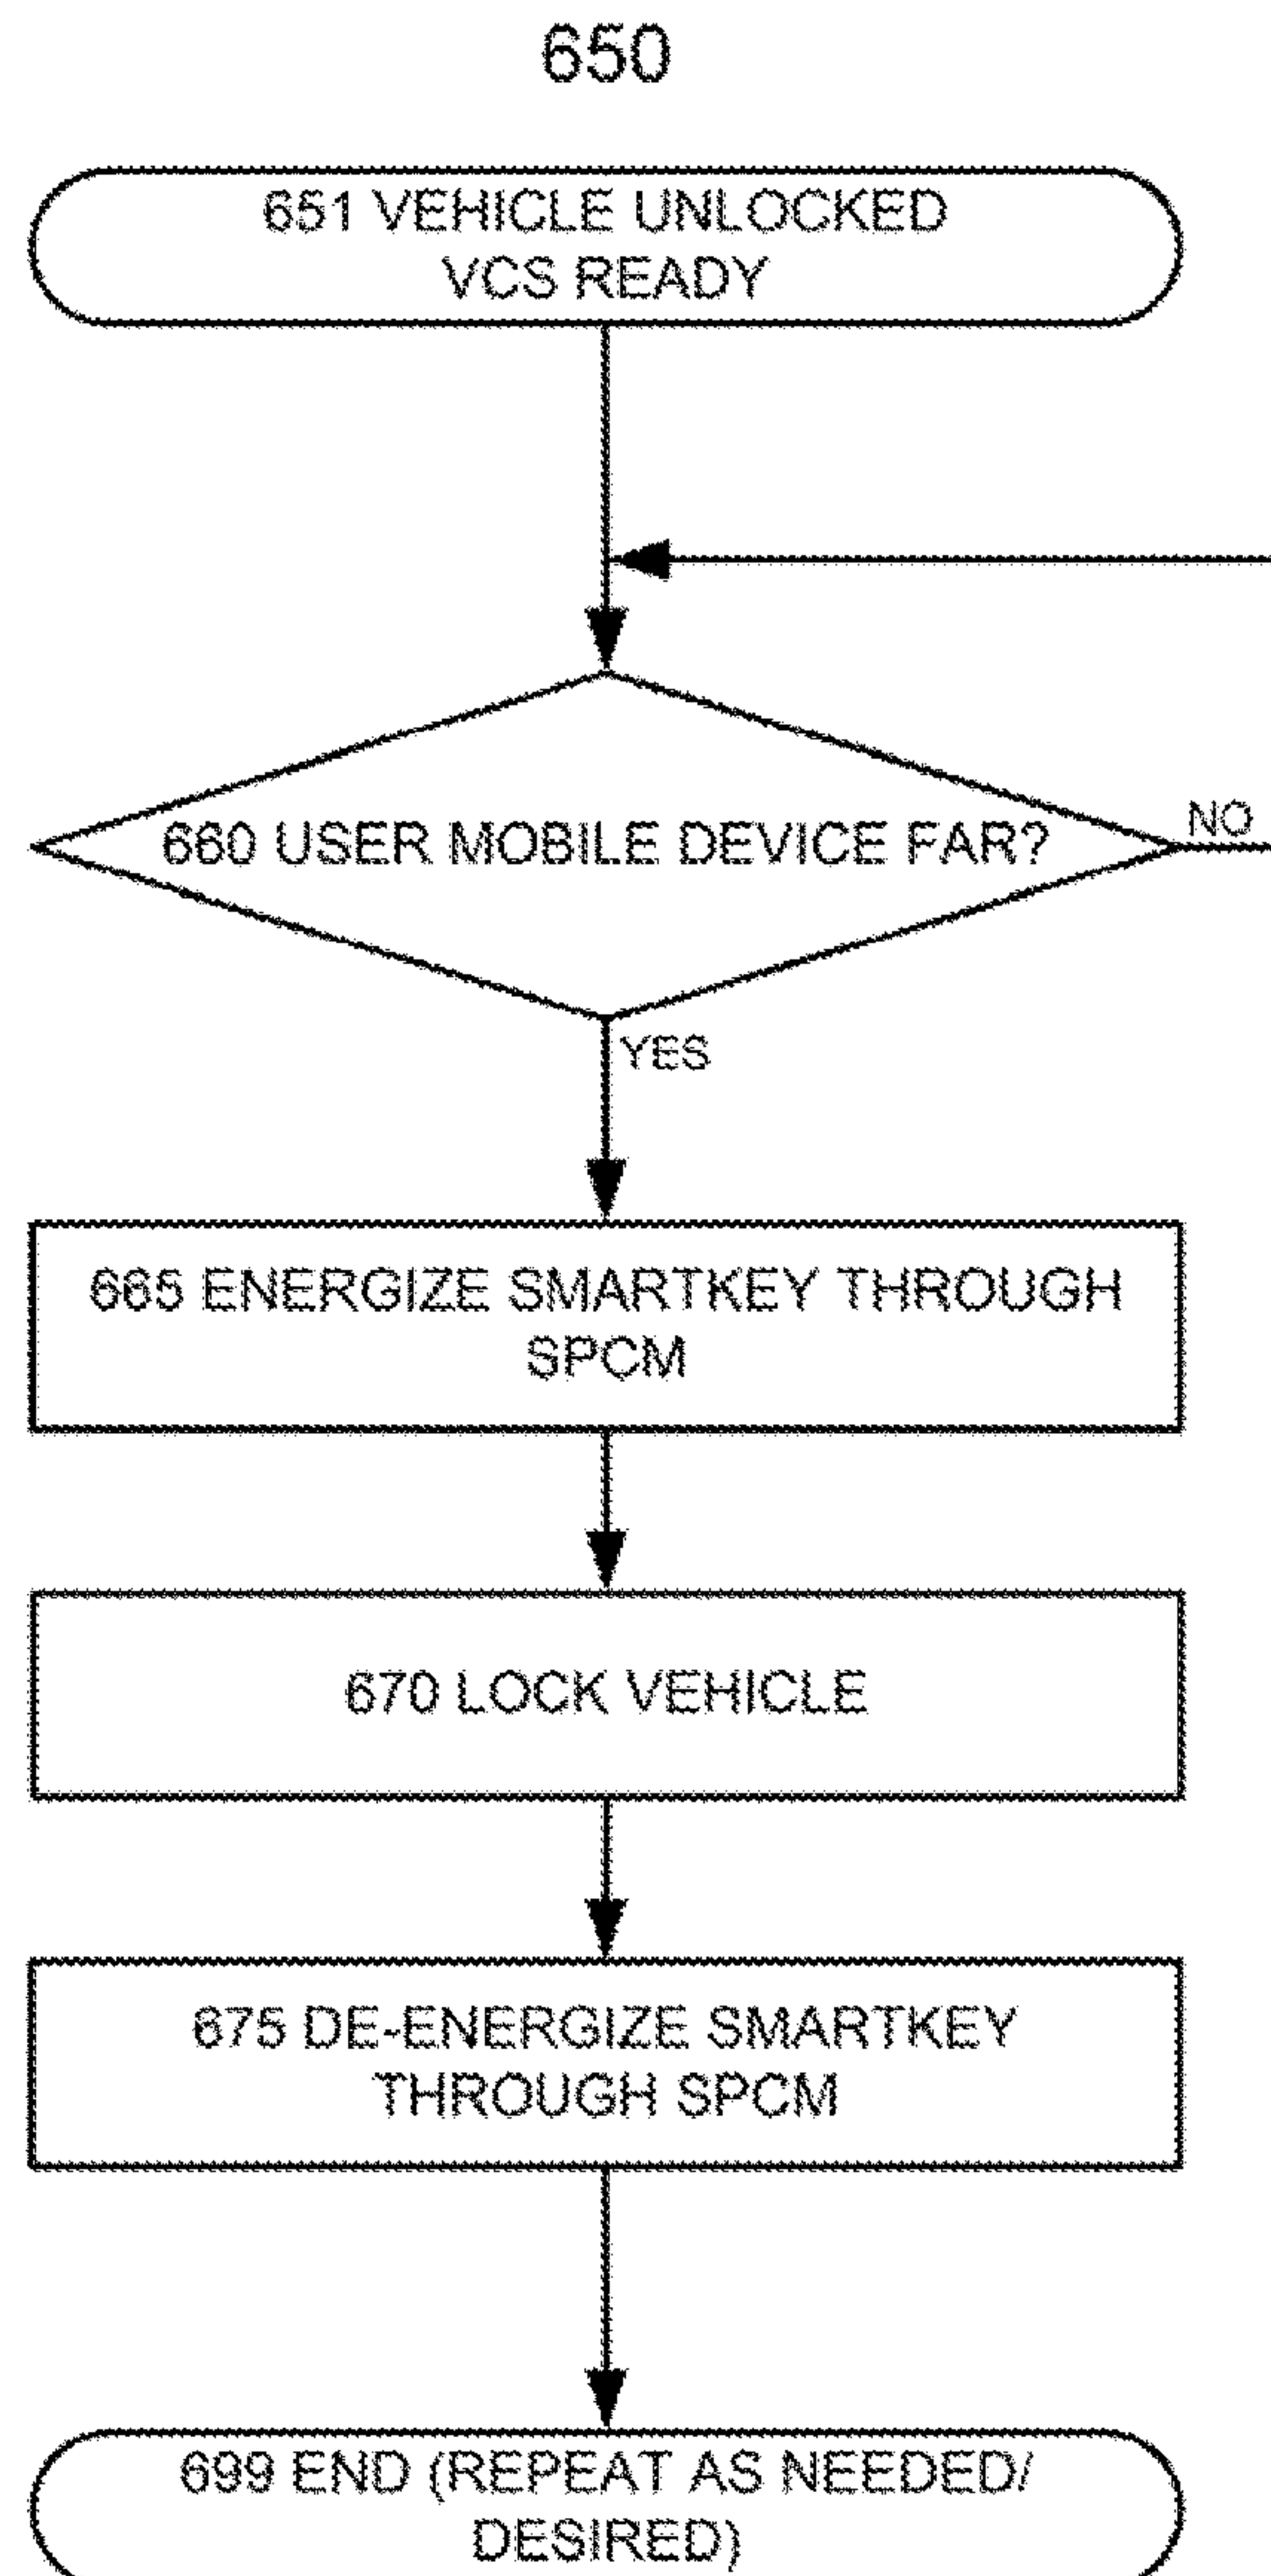 650
651 VEHICLE UNLOCKED
VCS READY
660 USER MOBILE DEVICE FAR?
NO
YES
665 ENERGIZE SMARTKEY THROUGH
SPCM
670 LOCK VEHICLE
675 DE-ENERGIZE SMARTKEY
THROUGH SPCM
699 END (REPEAT AS NEEDED/
DESIRED)